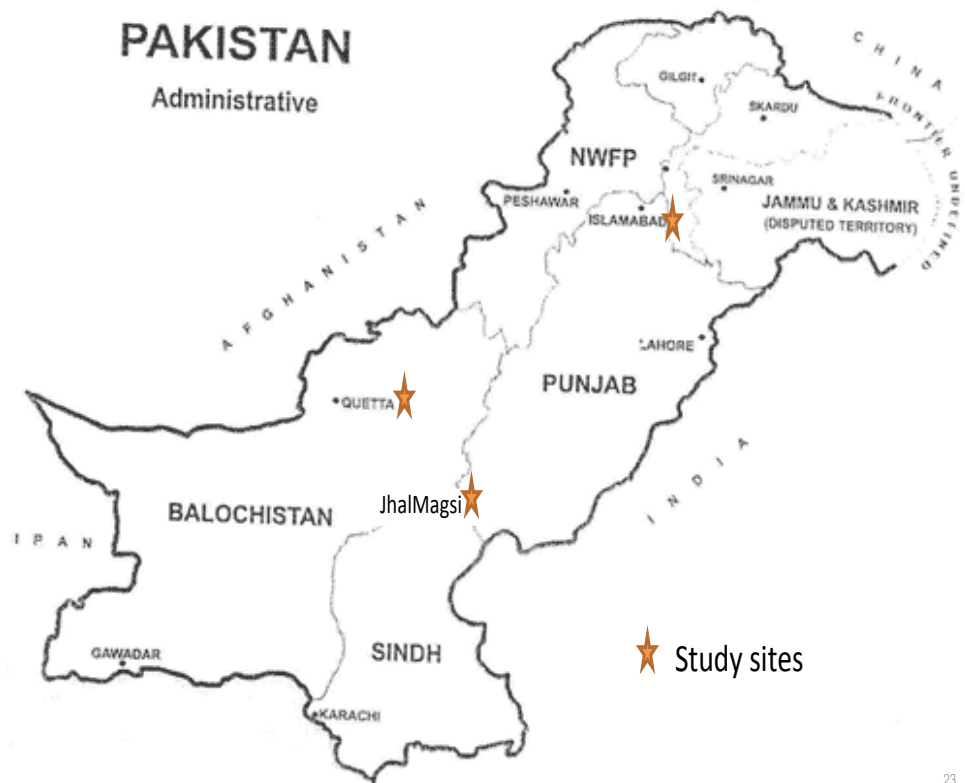 PAKISTAN
Administrative
CHINA
FRONTIER UNDEFINED
GILGIT
SKARDU
NWFP
SRINAGAR
PESHAWAR
ISLAMABAD
JAMMU & KASHMIR
(DISPUTED TERRITORY)
AFGHANISTAN
LAHORE
PUNJAB
QUETTA
INDIA
JhalMagsi
BALOCHISTAN
IPAN
SINDH
Study sites
GAWADAR
KARACHI
23